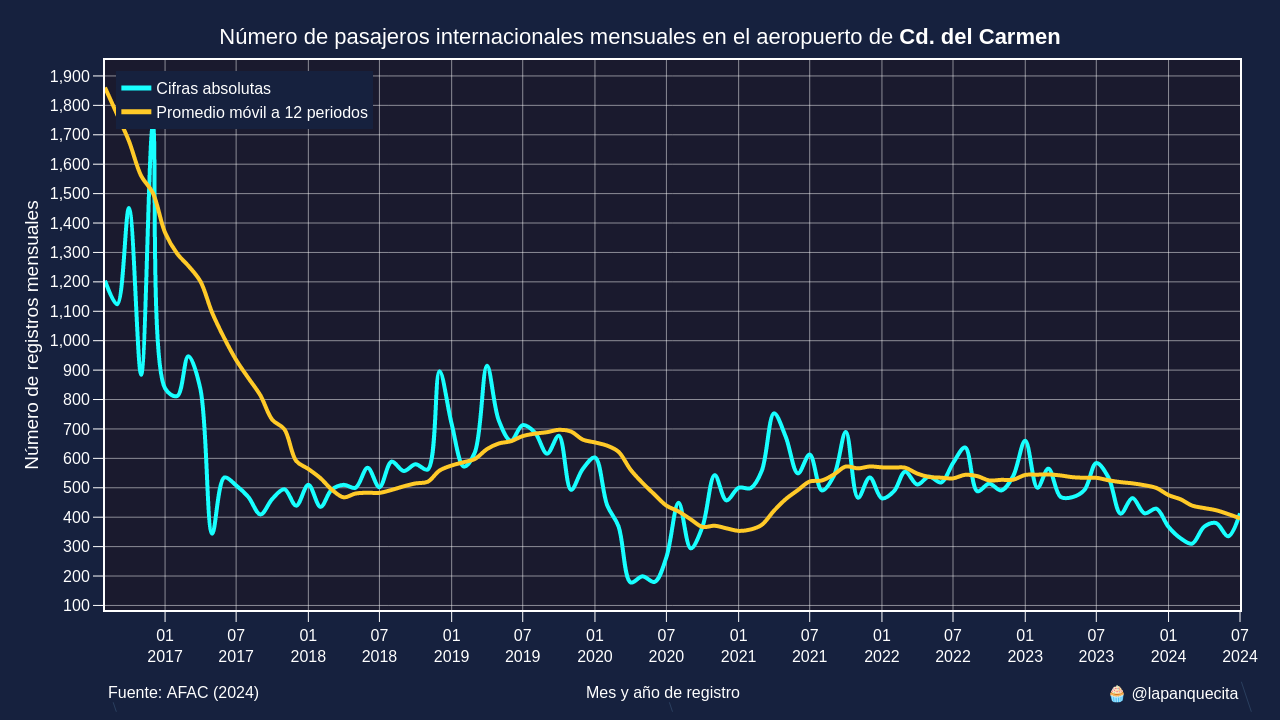 Número de pasajeros internacionales mensuales en el aeropuerto de Cd. del Carmen
Cifras absolutas
Promedio móvil a 12 periodos
Número de registros mensuales
1,900
1,800
1,700
1,600
1,500
1,400
1,300
1,200
1,100
1,000
900
800
700
600
500
400
300
200
100
01 07 01 07 01 07 01 07 01 07 01 07 01 07 01 07
2017 2017 2018 2018 2019 2019 2020 2020 2021 2021 2022 2022 2023 2023 2024 2024
Fuente: AFAC (2024)
Mes y año de registro
🧁 @lapanquecita